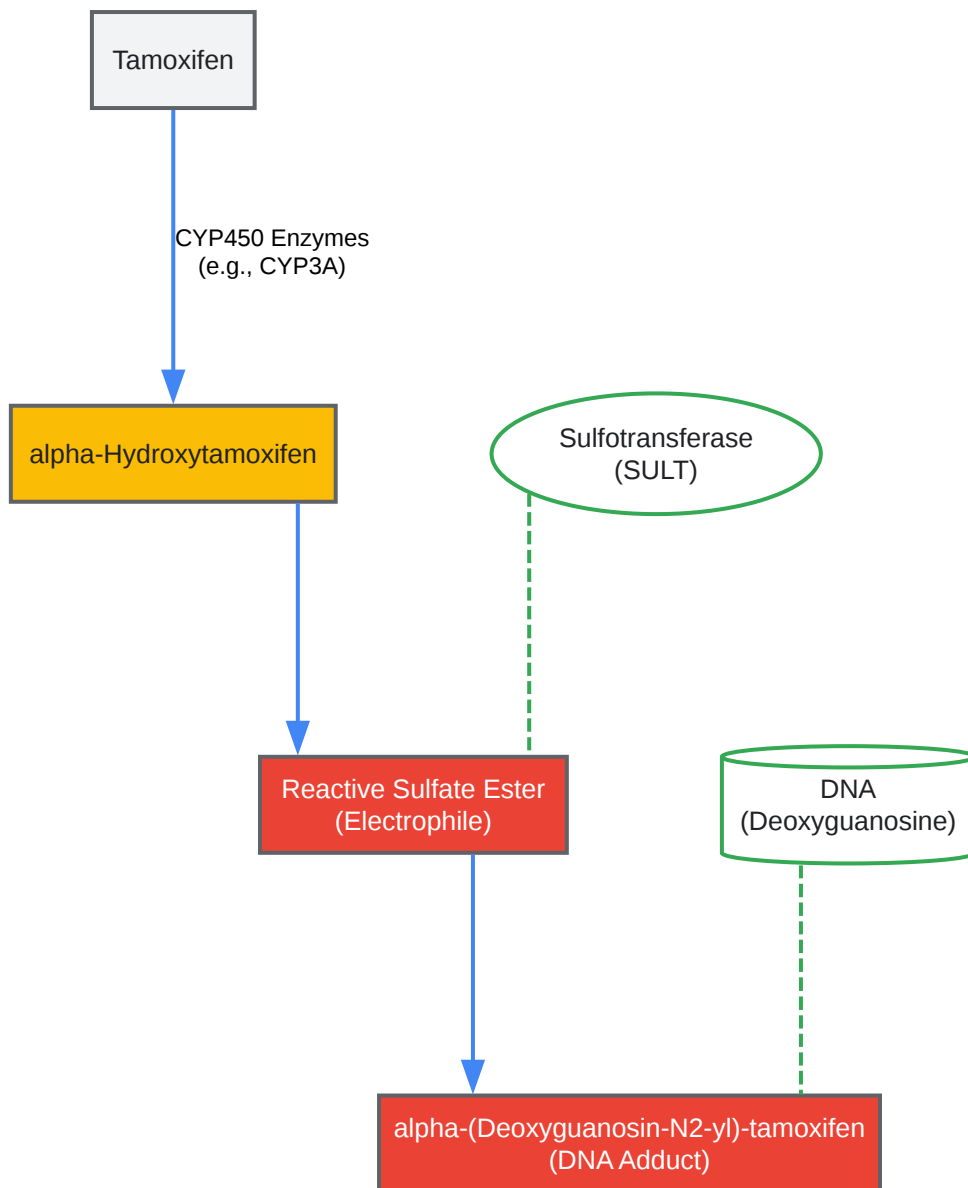 Tamoxifen
CYP450 Enzymes
(e.g., CYP3A)
alpha-Hydroxytamoxifen
Sulfotransferase
(SULT)
Reactive Sulfate Ester
(Electrophile)
DNA
(Deoxyguanosine)
alpha-(Deoxyguanosin-N2-yl)-tamoxifen
(DNA Adduct)